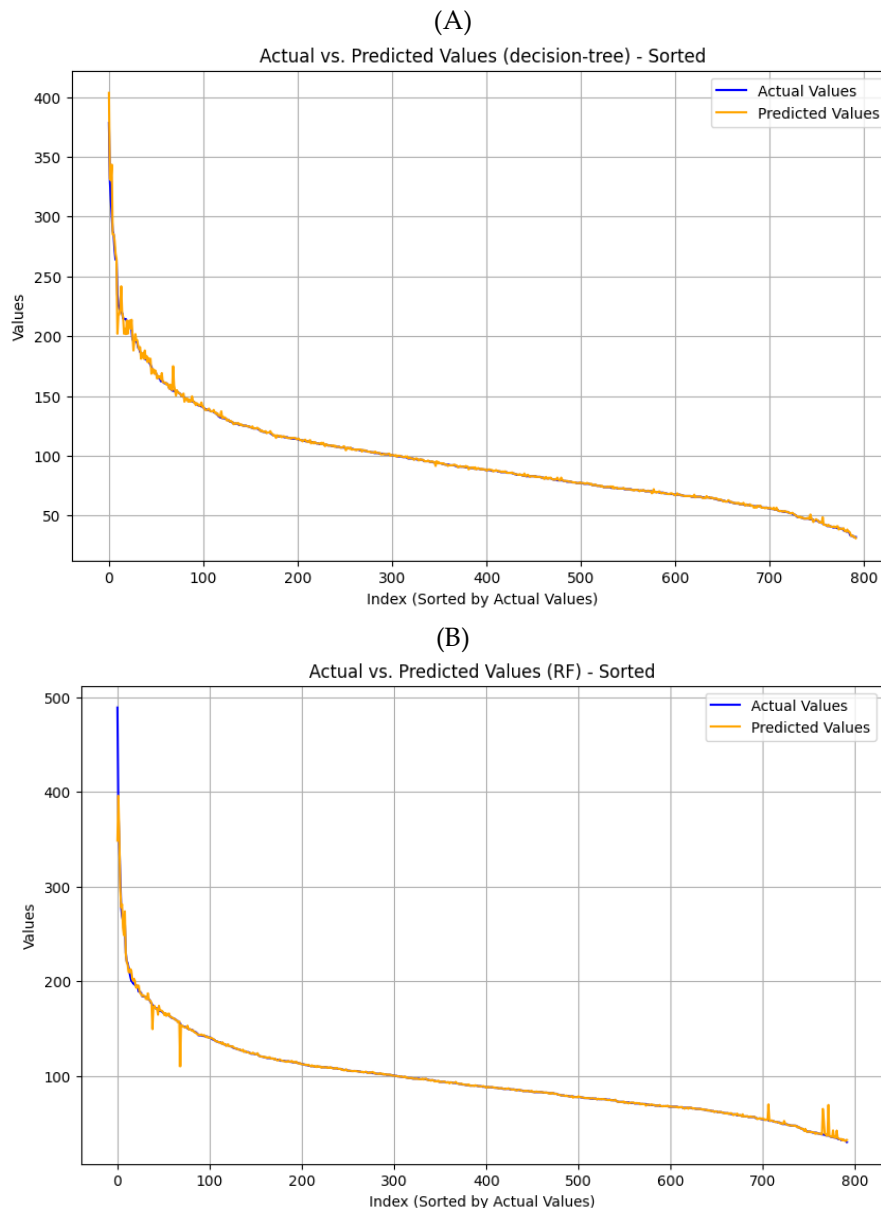 (A)
Actual vs. Predicted Values (decision-tree) - Sorted
Actual Values
Predicted Values
400
350
300
250
200
150
100
50
Values
0 100 200 300 400 500 600 700 800
Index (Sorted by Actual Values)
(B)
Actual vs. Predicted Values (RF) - Sorted
Actual Values
Predicted Values
500
400
300
200
100
Values
0 100 200 300 400 500 600 700 800
Index (Sorted by Actual Values)